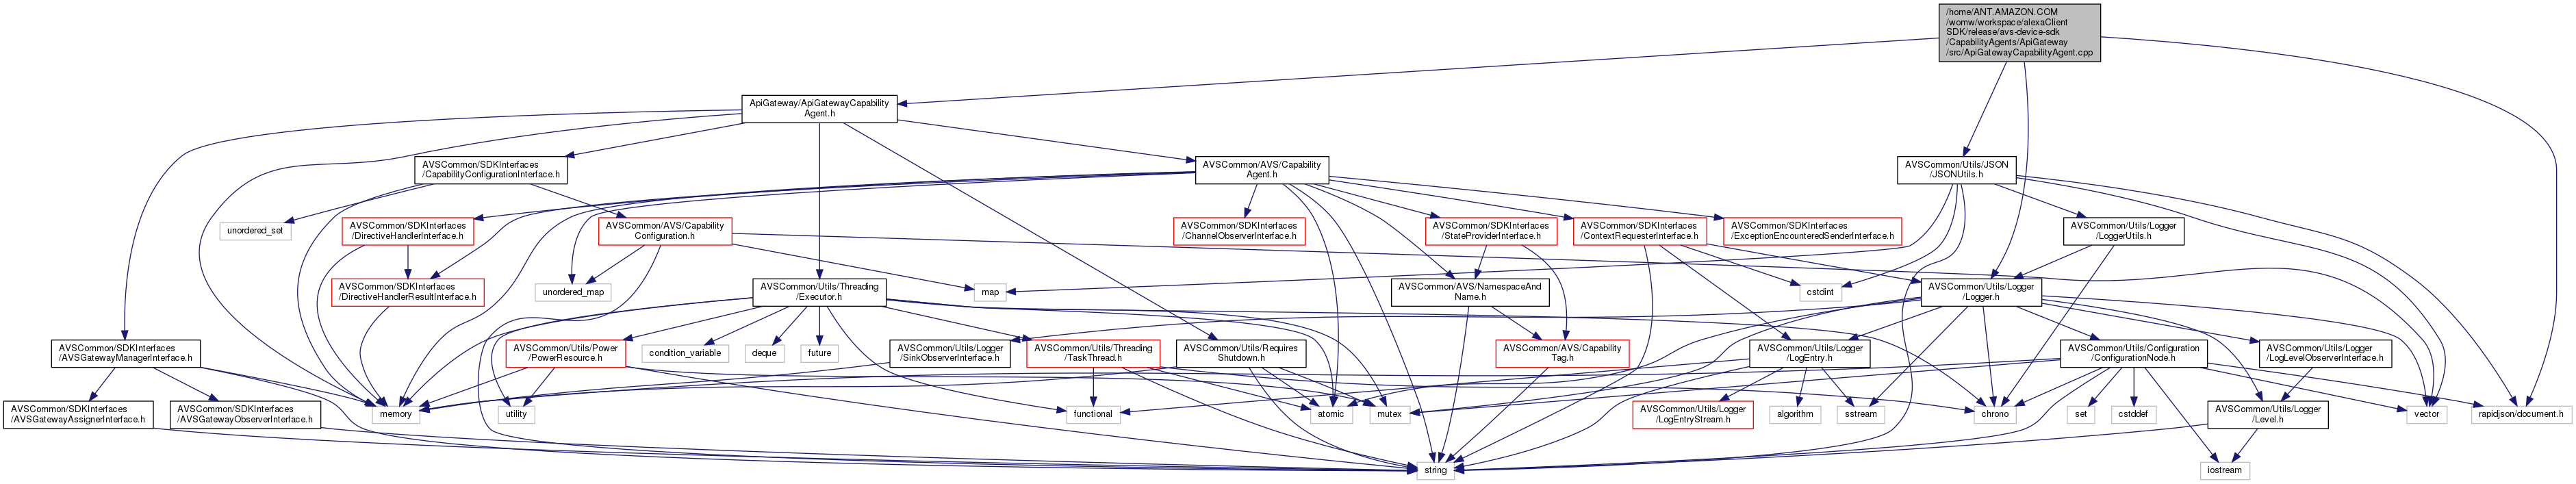 /home/ANT.AMAZON.COM
/womw/workspace/alexaClient
SDK/release/avs-device-sdk
/CapabilityAgents/ApiGateway
/src/ApiGatewayCapabilityAgent.cpp
ApiGateway/ApiGatewayCapability
Agent.h
AVSCommon/SDKInterfaces
/CapabilityConfigurationInterface.h
AVSCommon/AVS/Capability
Agent.h
AVSCommon/Utils/JSON
/JSONUtils.h
unordered_set
AVSCommon/SDKInterfaces
/DirectiveHandlerInterface.h
AVSCommon/AVS/Capability
Configuration.h
AVSCommon/SDKInterfaces
/ChannelObserverInterface.h
AVSCommon/SDKInterfaces
/StateProviderInterface.h
AVSCommon/SDKInterfaces
/ContextRequesterInterface.h
AVSCommon/SDKInterfaces
/ExceptionEncounteredSenderInterface.h
AVSCommon/Utils/Logger
/LoggerUtils.h
AVSCommon/SDKInterfaces
/DirectiveHandlerResultInterface.h
unordered_map
AVSCommon/Utils/Threading
/Executor.h
map
AVSCommon/AVS/NamespaceAnd
Name.h
cstdint
AVSCommon/Utils/Logger
/Logger.h
AVSCommon/SDKInterfaces
/AVSGatewayManagerInterface.h
AVSCommon/Utils/Power
/PowerResource.h
condition_variable
deque
future
AVSCommon/Utils/Logger
/SinkObserverInterface.h
AVSCommon/Utils/Threading
/TaskThread.h
AVSCommon/Utils/Requires
Shutdown.h
AVSCommon/AVS/Capability
Tag.h
AVSCommon/Utils/Logger
/LogEntry.h
AVSCommon/Utils/Configuration
/ConfigurationNode.h
AVSCommon/Utils/Logger
/LogLevelObserverInterface.h
AVSCommon/SDKInterfaces
/AVSGatewayAssignerInterface.h
AVSCommon/SDKInterfaces
/AVSGatewayObserverInterface.h
memory
utility
functional
atomic
mutex
AVSCommon/Utils/Logger
/LogEntryStream.h
algorithm
sstream
chrono
set
cstddef
AVSCommon/Utils/Logger
/Level.h
vector
rapidjson/document.h
string
iostream